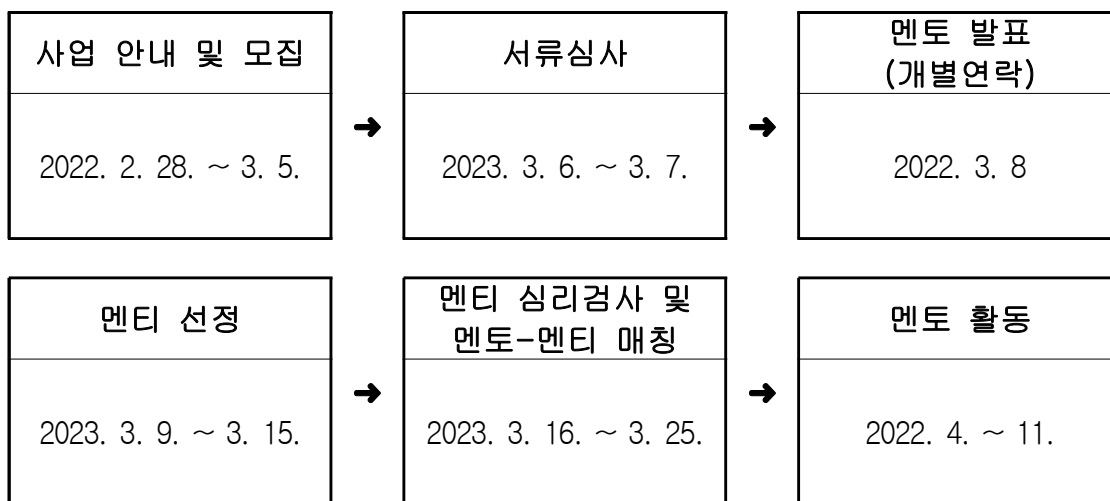 사업 안내 및 모집
2022. 2. 28. ~ 3. 5.
➜
서류심사
2023. 3. 6. ~ 3. 7.
➜
멘토 발표
(개별연락)
2022. 3. 8
멘티 선정
2023. 3. 9. ~ 3. 15.
➜
멘티 심리검사 및
멘토-멘티 매칭
2023. 3. 16. ~ 3. 25.
➜
멘토 활동
2022. 4. ~ 11.